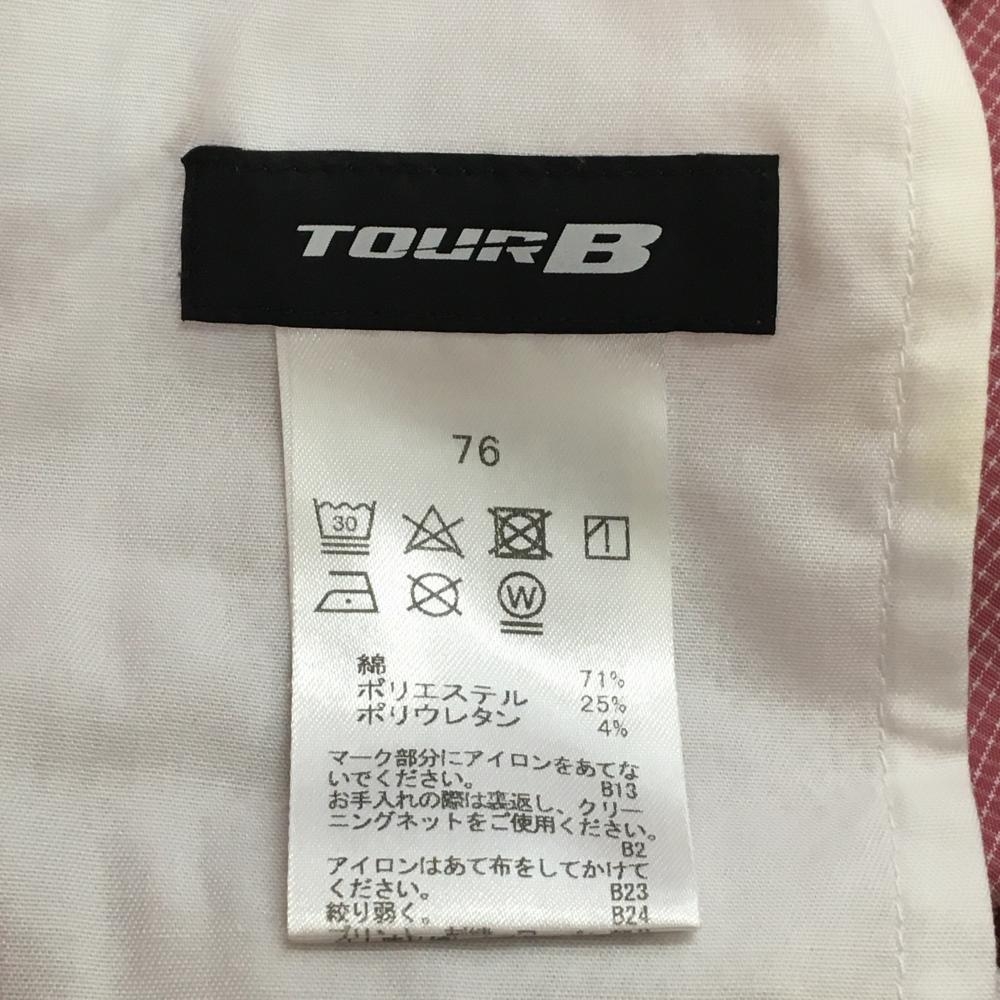 TOUR B
76
30
W
綿 71%
ポリエステル 25%
ポリウレタン 4%
マーク部分にアイロンをあてな
いでください。 B13
お手入れの際は裏返し、クリー
ニングネットをご使用ください。
B2
アイロンはあて布をしてかけて
ください。 B23
絞り弱く。 B24